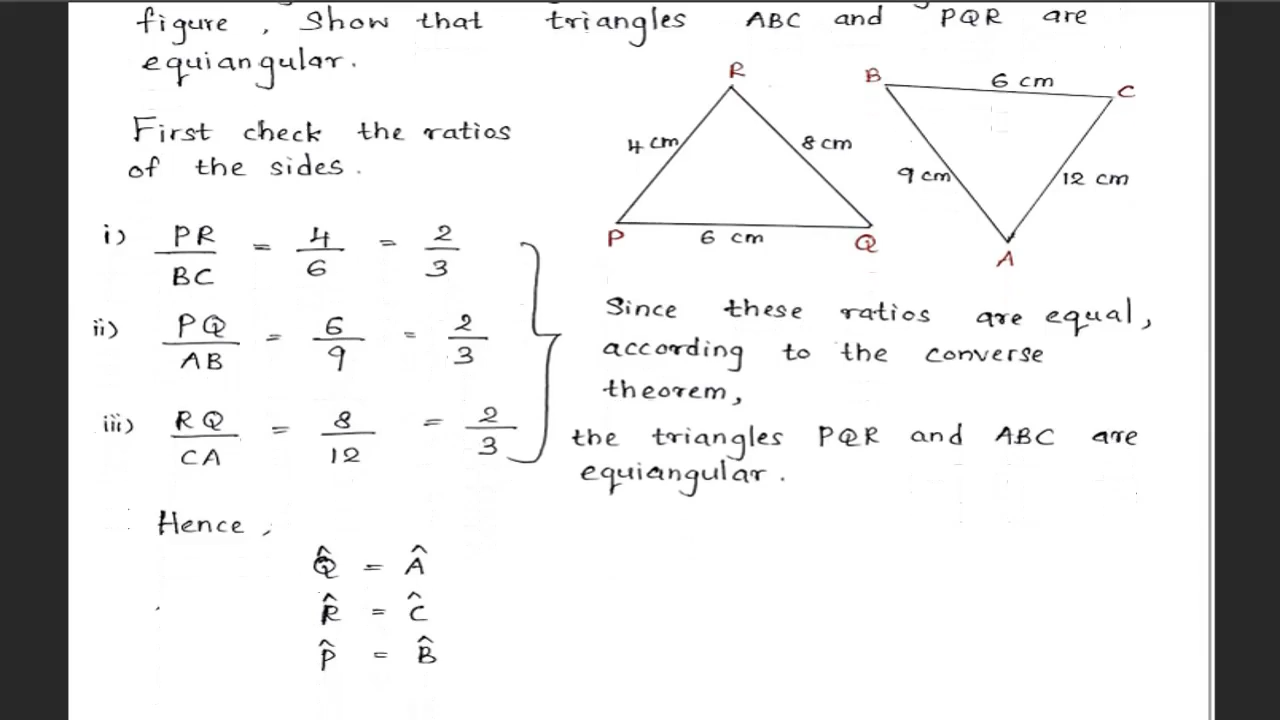 figure, Show that triangles ABC and PQR are
equiangular.
First check the ratios
of the sides.
R
4 cm
8 cm
P
6 cm
Q
B
6 cm
C
9 cm
12 cm
A
i) PR/BC = 4/6 = 2/3
ii) PQ/AB = 6/9 = 2/3
iii) RQ/CA = 8/12 = 2/3
Since these ratios are equal,
according to the converse
theorem,
the triangles PQR and ABC are
equiangular.
Hence,
Q̂ = Â
R̂ = Ĉ
P̂ = B̂